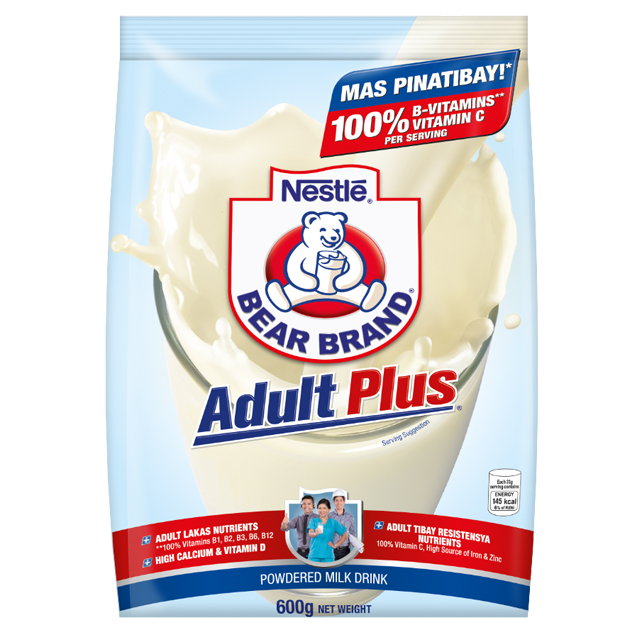 MAS PINATIBAY!*
100% B-VITAMINS**
VITAMIN C
PER SERVING
Nestlé®
BEAR BRAND®
Adult Plus®
Serving Suggestion
Each 33g
serving contains
ENERGY
145 kcal
ADULT LAKAS NUTRIENTS
**100% Vitamins B1, B2, B3, B6, B12
HIGH CALCIUM & VITAMIN D
ADULT TIBAY RESISTENSYA
NUTRIENTS
100% Vitamin C, High Source of Iron & Zinc
POWDERED MILK DRINK
600g NET WEIGHT